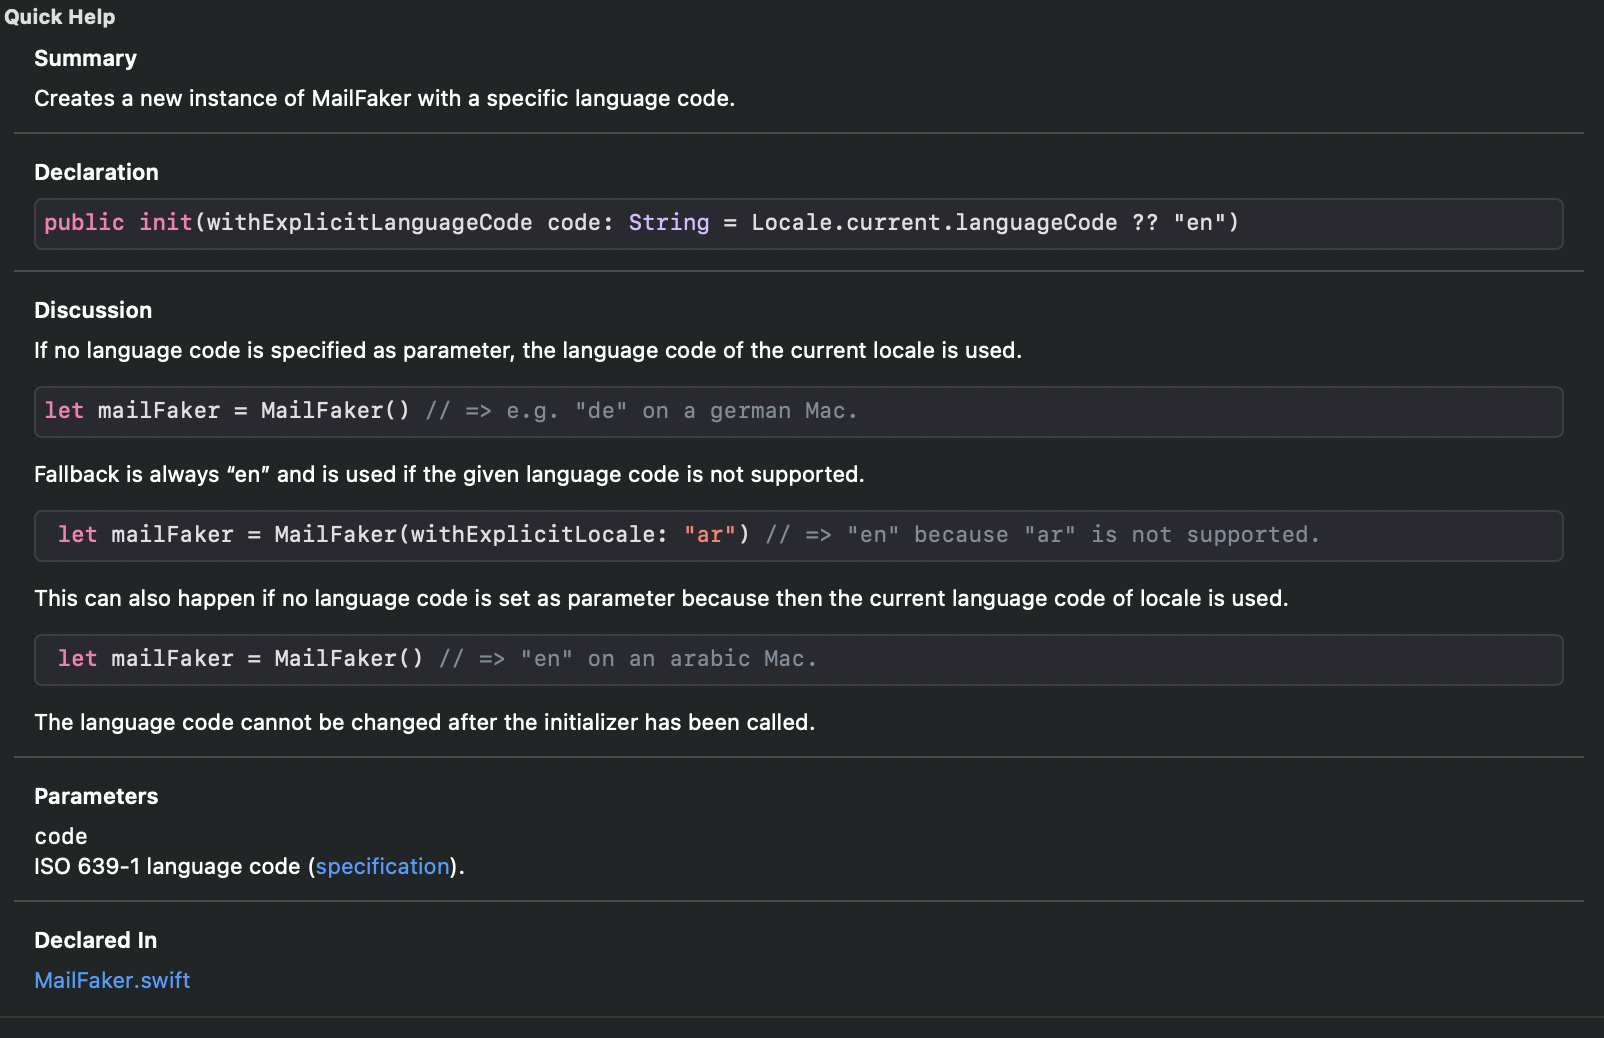 Quick Help
Summary
Creates a new instance of MailFaker with a specific language code.
Declaration
public init(withExplicitLanguageCode code: String = Locale.current.languageCode ?? "en")
Discussion
If no language code is specified as parameter, the language code of the current locale is used.
let mailFaker = MailFaker() // => e.g. "de" on a german Mac.
Fallback is always “en” and is used if the given language code is not supported.
let mailFaker = MailFaker(withExplicitLocale: "ar") // => "en" because "ar" is not supported.
This can also happen if no language code is set as parameter because then the current language code of locale is used.
let mailFaker = MailFaker() // => "en" on an arabic Mac.
The language code cannot be changed after the initializer has been called.
Parameters
code
ISO 639-1 language code (specification).
Declared In
MailFaker.swift